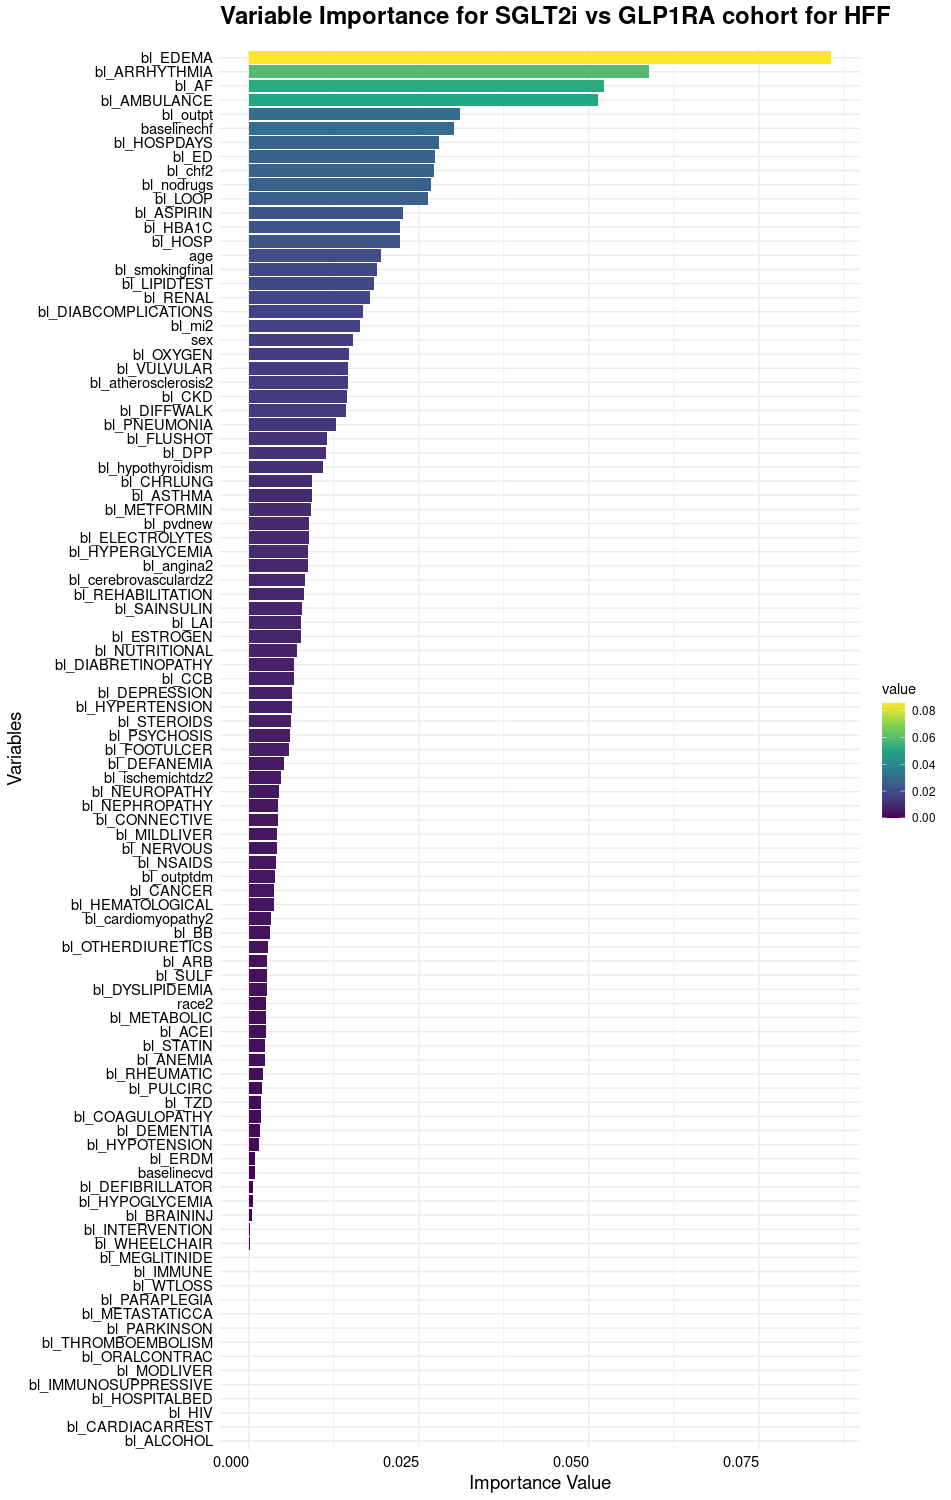 Variable Importance for SGLT2i vs GLP1RA cohort for HFF
bl_EDEMA
bl_ARRHYTHMIA
bl_AF
bl_AMBULANCE
bl_outpt
baselinechf
bl_HOSPDAYS
bl_ED
bl_chf2
bl_nodrugs
bl_LOOP
bl_ASPIRIN
bl_HBA1C
bl_HOSP
age
bl_smokingfinal
bl_LIPIDTEST
bl_RENAL
bl_DIABCOMPLICATIONS
bl_mi2
sex
bl_OXYGEN
bl_VULVULAR
bl_atherosclerosis2
bl_CKD
bl_DIFFWALK
bl_PNEUMONIA
bl_FLUSHOT
bl_DPP
bl_hypothyroidism
bl_CHRLUNG
bl_ASTHMA
bl_METFORMIN
bl_pvdnew
bl_ELECTROLYTES
bl_HYPERGLYCEMIA
bl_angina2
bl_cerebrovasculardz2
bl_REHABILITATION
bl_SAINSULIN
bl_LAI
bl_ESTROGEN
bl_NUTRITIONAL
bl_DIABRETINOPATHY
bl_CCB
bl_DEPRESSION
bl_HYPERTENSION
bl_STEROIDS
bl_PSYCHOSIS
bl_FOOTULCER
bl_DEFANEMIA
bl_ischemichtdz2
bl_NEUROPATHY
bl_NEPHROPATHY
bl_CONNECTIVE
bl_MILDLIVER
bl_NERVOUS
bl_NSAIDS
bl_outptdm
bl_CANCER
bl_HEMATOLOGICAL
bl_cardiomyopathy2
bl_BB
bl_OTHERDIURETICS
bl_ARB
bl_SULF
bl_DYSLIPIDEMIA
race2
bl_METABOLIC
bl_ACEI
bl_STATIN
bl_ANEMIA
bl_RHEUMATIC
bl_PULCIRC
bl_TZD
bl_COAGULOPATHY
bl_DEMENTIA
bl_HYPOTENSION
bl_ERDM
baselinecvd
bl_DEFIBRILLATOR
bl_HYPOGLYCEMIA
bl_BRAININJ
bl_INTERVENTION
bl_WHEELCHAIR
bl_MEGLITINIDE
bl_IMMUNE
bl_WTLOSS
bl_PARAPLEGIA
bl_METASTATICCA
bl_PARKINSON
bl_THROMBOEMBOLISM
bl_ORALCONTRAC
bl_MODLIVER
bl_IMMUNOSUPPRESSIVE
bl_HOSPITALBED
bl_HIV
bl_CARDIACARREST
bl_ALCOHOL
Variables
0.000 0.025 0.050 0.075
Importance Value
value
0.08
0.06
0.04
0.02
0.00